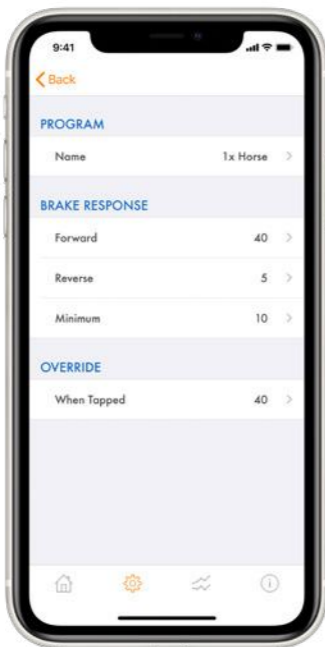 9:41
Back
PROGRAM
Name 1x Horse
BRAKE RESPONSE
Forward 40
Reverse 5
Minimum 10
OVERRIDE
When Tapped 40